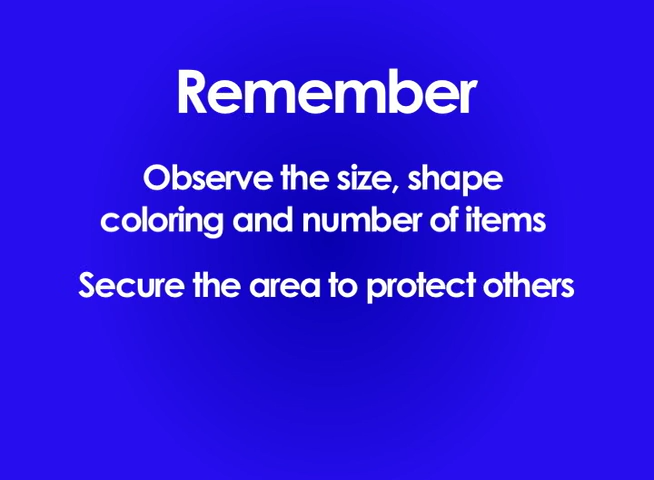 Remember
Observe the size, shape
coloring and number of items
Secure the area to protect others